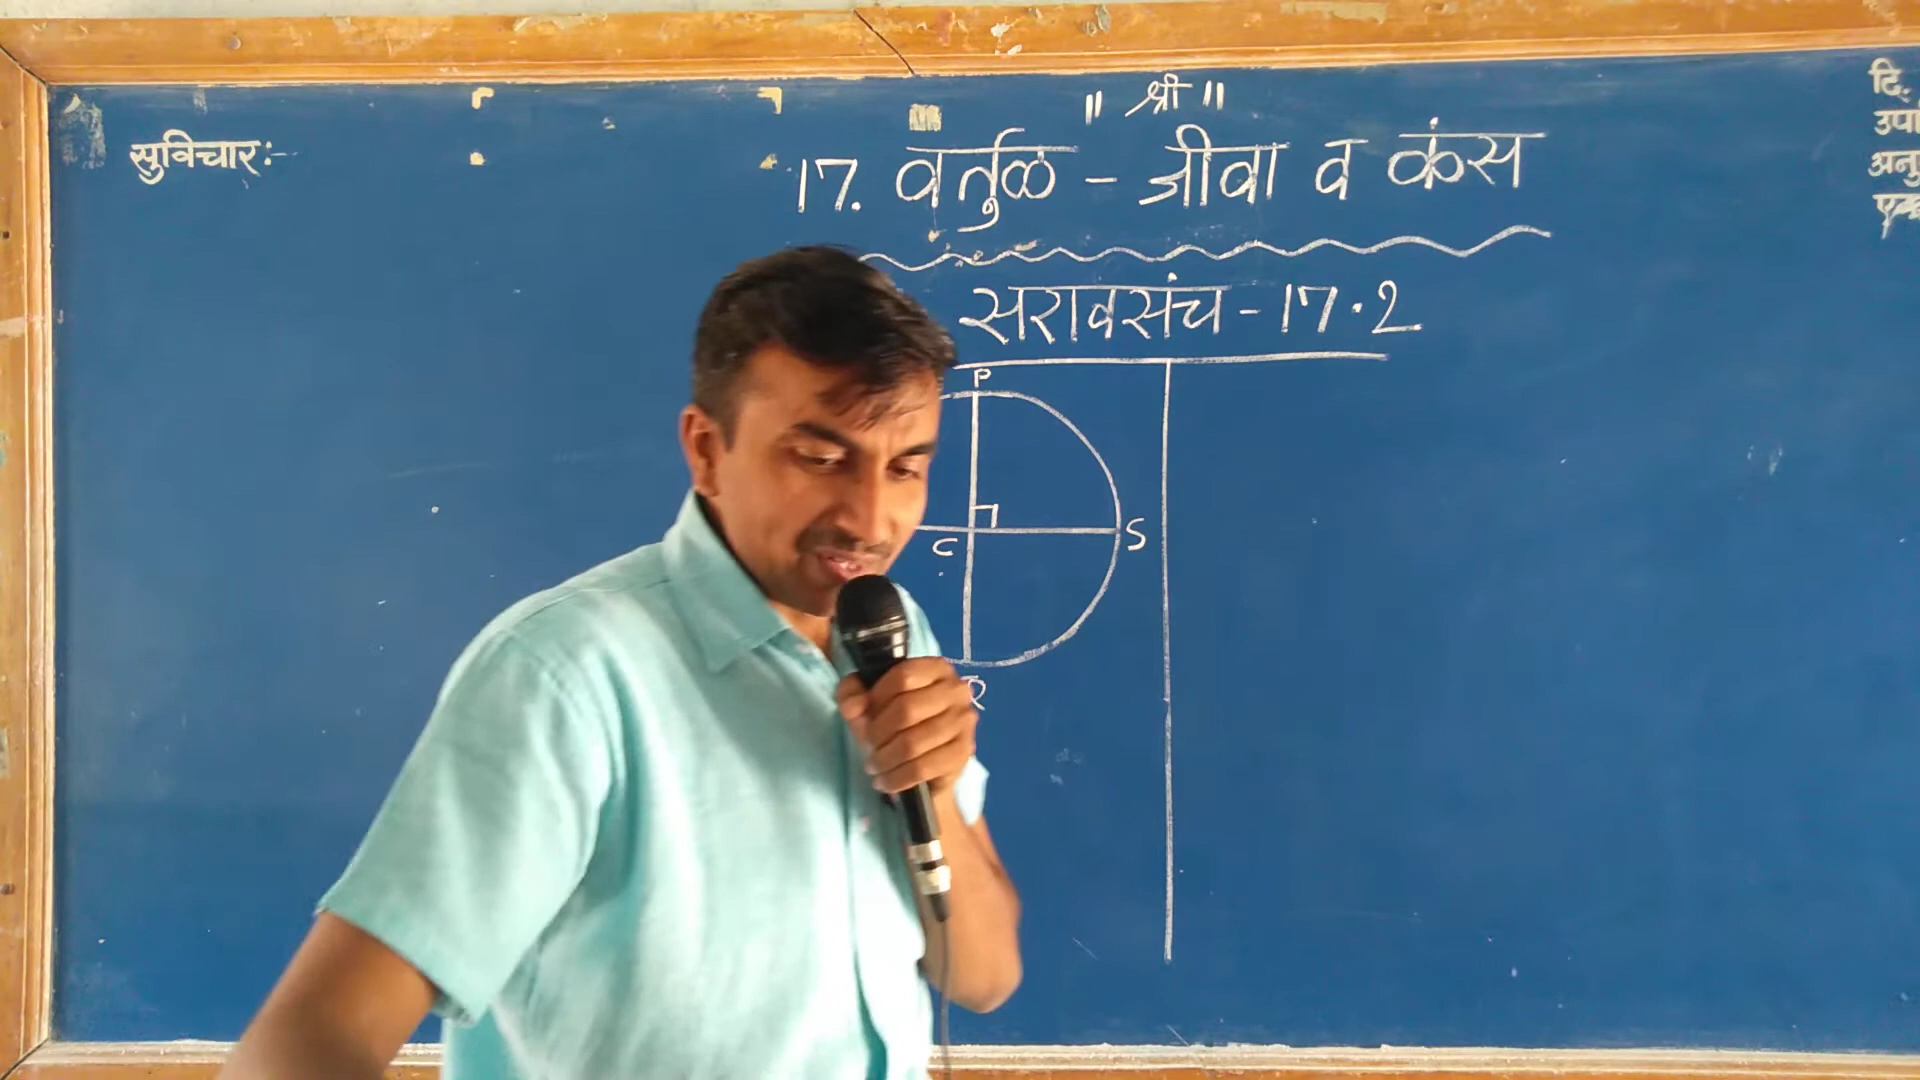 ॥ श्री ॥
सुविचार:-
17. वर्तुळ - जीवा व कंस
सरावसंच - 17.2
P
C
S
R
दि.